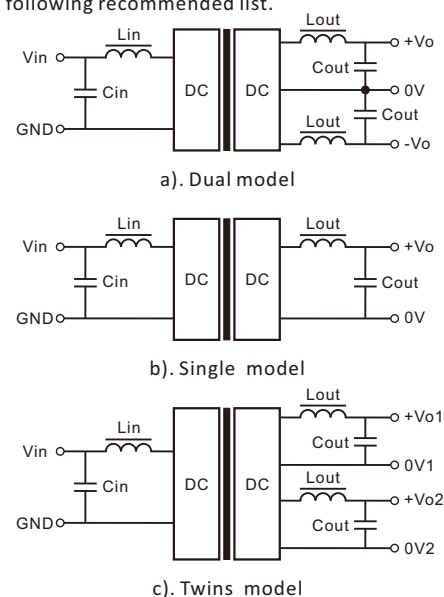 following recommended list.
Lin
Lout
Vin
+Vo
Cout
Cin
DC
DC
0V
Cout
Lout
GND
-Vo
a). Dual model
Lin
Lout
Vin
+Vo
Cin
DC
DC
Cout
GND
0V
b). Single model
Lout
Lin
+Vo1
Cout
Vin
0V1
Lout
Cin
DC
DC
+Vo2
Cout
GND
0V2
c). Twins model